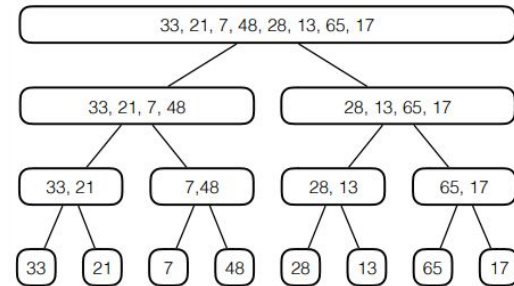 33, 21, 7, 48, 28, 13, 65, 17
33, 21, 7, 48 28, 13, 65, 17
33, 21 7,48 28, 13 65, 17
33 21 7 48 28 13 65 17